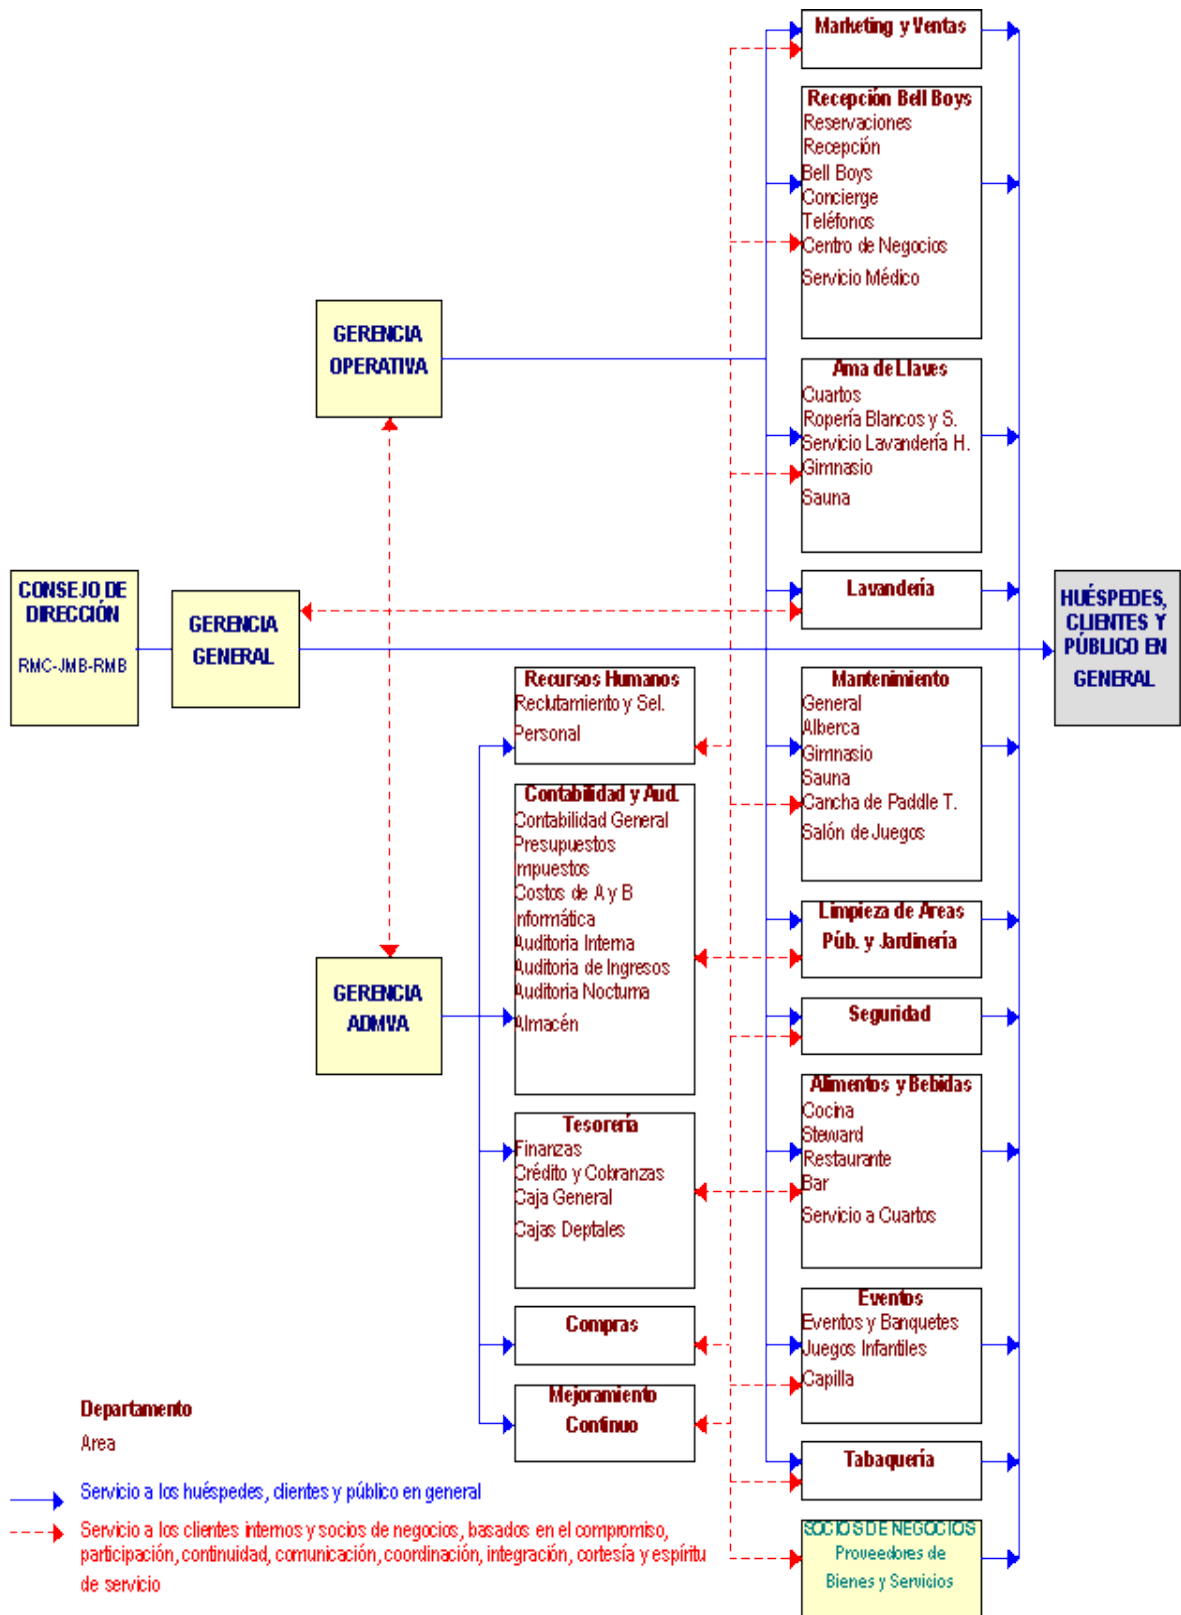 Marketing y Ventas
Recepción Bell Boys
Reservaciones
Recepción
Bell Boys
Concierge
Teléfonos
Centro de Negocios
Servicio Médico
GERENCIA
OPERATIVA
Ama de Llaves
Cuartos
Ropería Blancos y S.
Servicio Lavandería H.
Gimnasio
Sauna
CONSEJO DE
DIRECCIÓN
RMC-JMB-RMB
GERENCIA
GENERAL
Lavandería
HUÉSPEDES,
CLIENTES Y
PÚBLICO EN
GENERAL
Recursos Humanos
Reclutamiento y Sel.
Personal
Mantenimiento
General
Alberca
Gimnasio
Sauna
Cancha de Paddle T.
Salón de Juegos
Contabilidad y Aud.
Contabilidad General
Presupuestos
Impuestos
Costos de A y B
Informática
Auditoria Interna
Auditoria de Ingresos
Auditoria Nocturna
Almacén
GERENCIA
ADMVA
Limpieza de Areas
Púb. y Jardinería
Seguridad
Tesorería
Finanzas
Crédito y Cobranzas
Caja General
Cajas Deptales
Alimentos y Bebidas
Cocina
Steward
Restaurante
Bar
Servicio a Cuartos
Compras
Eventos
Eventos y Banquetes
Juegos Infantiles
Capilla
Mejoramiento
Continuo
Tabaquería
SOCIOS DE NEGOCIOS
Proveedores de
Bienes y Servicios
Departamento
Area
Servicio a los huéspedes, clientes y público en general
Servicio a los clientes internos y socios de negocios, basados en el compromiso,
participación, continuidad, comunicación, coordinación, integración, cortesía y espíritu
de servicio